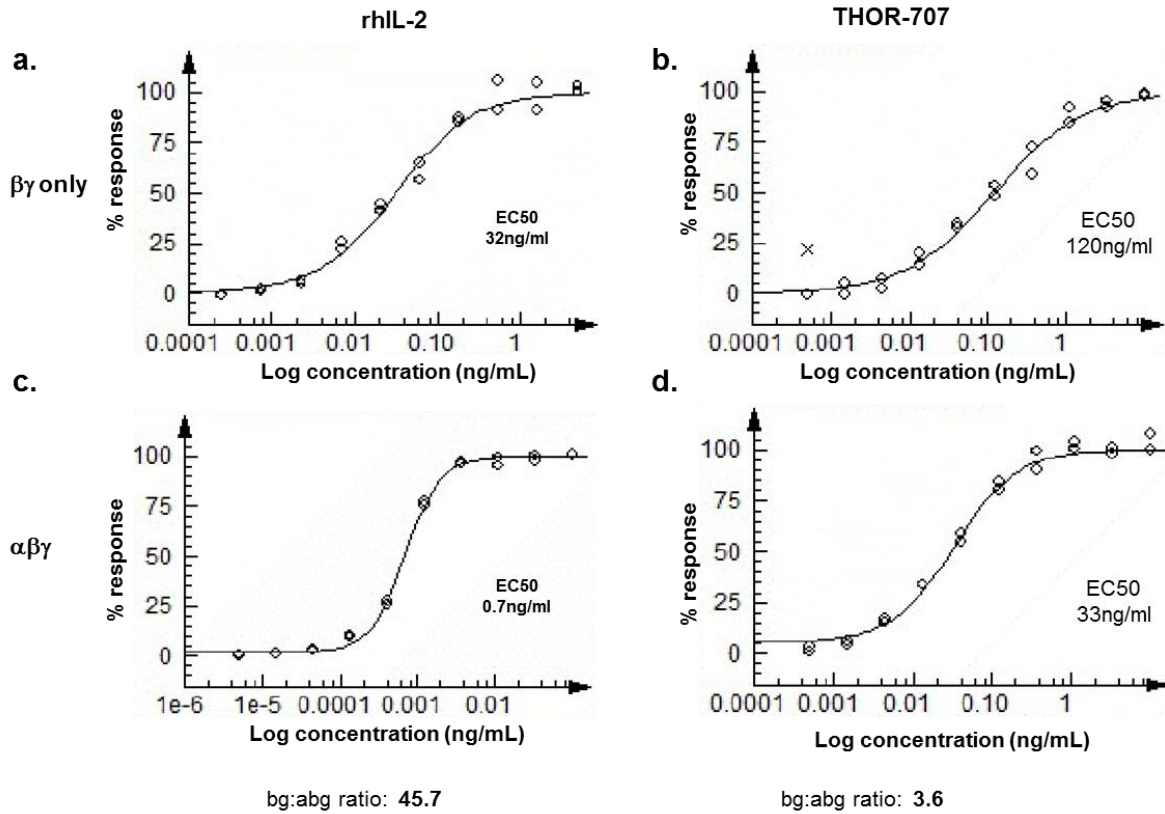 rhIL-2
THOR-707
a.
b.
βγ only
% response
100
75
50
25
0
EC50
32ng/ml
0.0001 0.001 0.01 0.10 1
Log concentration (ng/mL)
% response
100
75
50
25
0
EC50
120ng/ml
0.0001 0.001 0.01 0.10 1
Log concentration (ng/mL)
c.
d.
αβγ
% response
100
75
50
25
0
EC50
0.7ng/ml
1e-6 1e-5 0.0001 0.001 0.01
Log concentration (ng/mL)
% response
100
75
50
25
0
EC50
33ng/ml
0.0001 0.001 0.01 0.10 1
Log concentration (ng/mL)
bg:abg ratio: 45.7
bg:abg ratio: 3.6